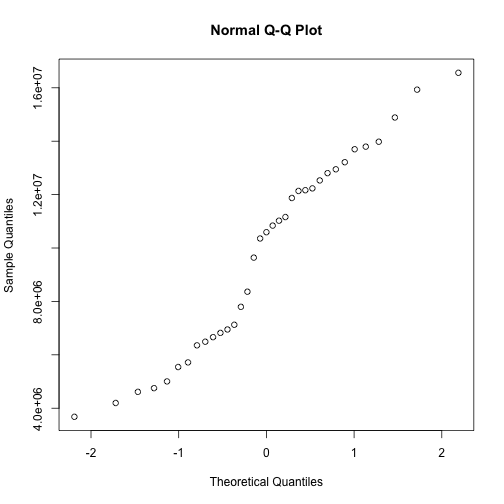 Normal Q-Q Plot
1.6e+07
1.2e+07
8.0e+06
4.0e+06
Sample Quantiles
-2 -1 0 1 2
Theoretical Quantiles